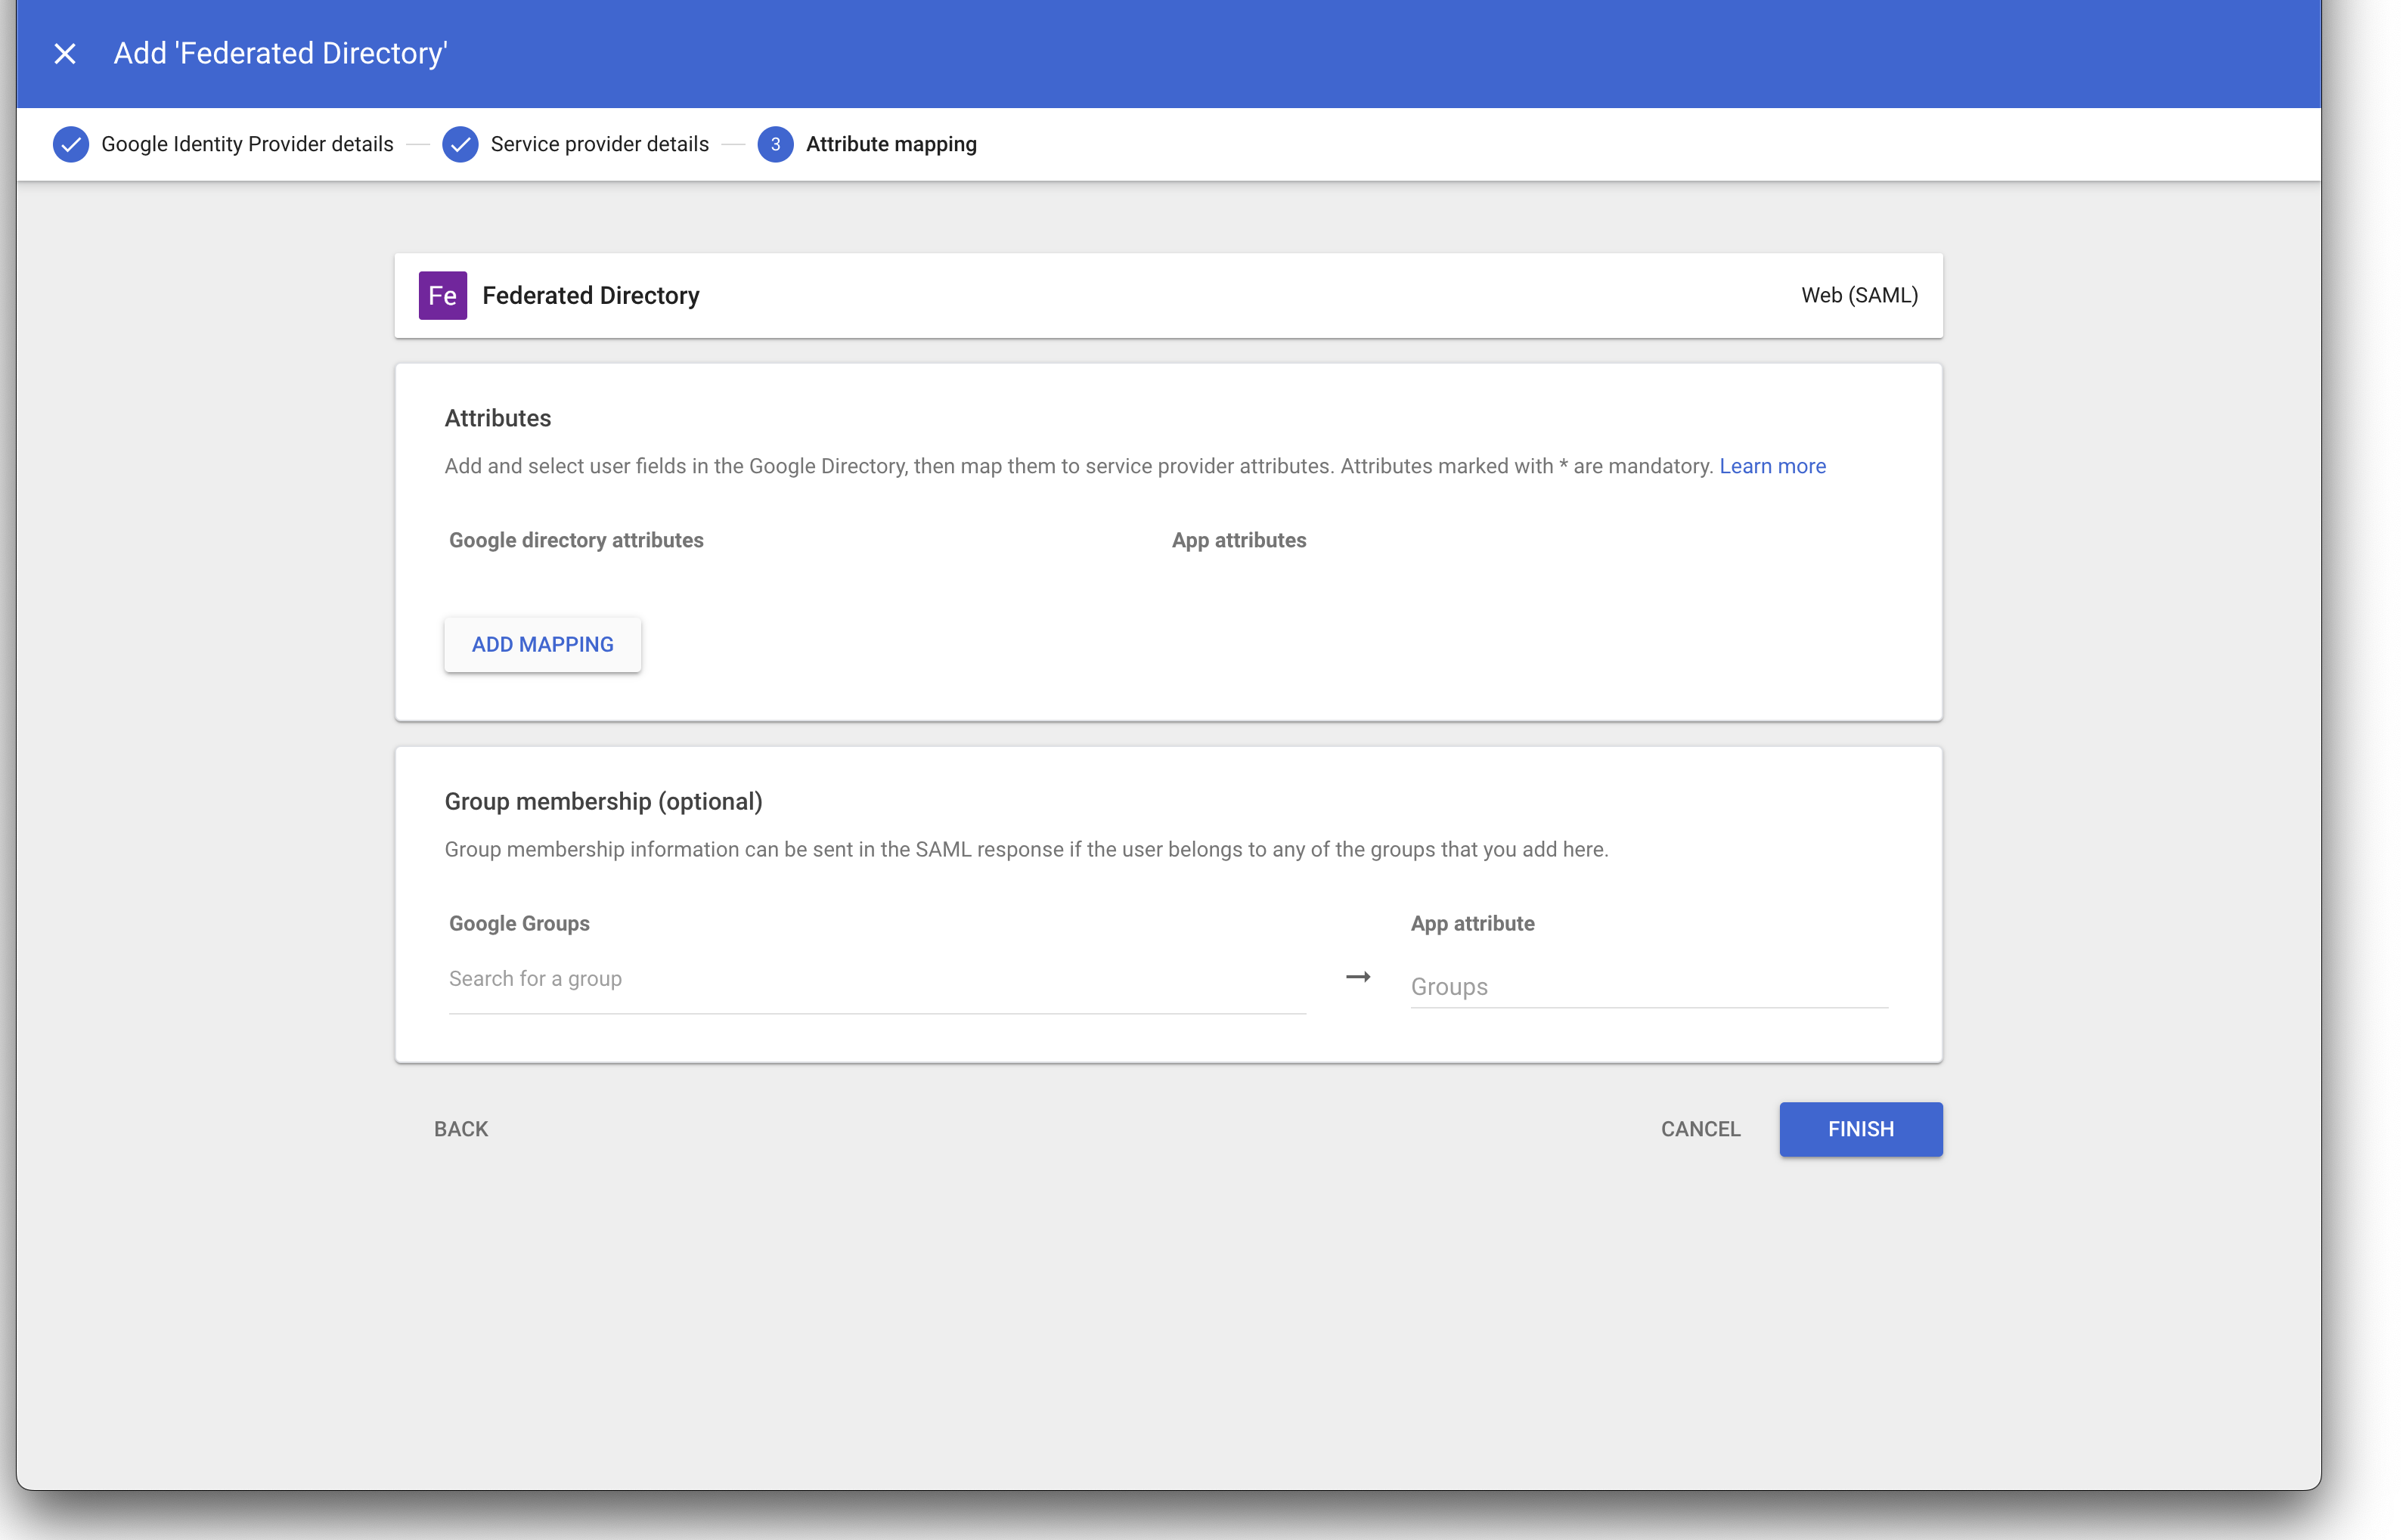 Add 'Federated Directory'
Google Identity Provider details
Service provider details
3 Attribute mapping
Fe Federated Directory
Web (SAML)
Attributes
Add and select user fields in the Google Directory, then map them to service provider attributes. Attributes marked with * are mandatory. Learn more
Google directory attributes
App attributes
ADD MAPPING
Group membership (optional)
Group membership information can be sent in the SAML response if the user belongs to any of the groups that you add here.
Google Groups
App attribute
Search for a group
Groups
BACK
CANCEL
FINISH